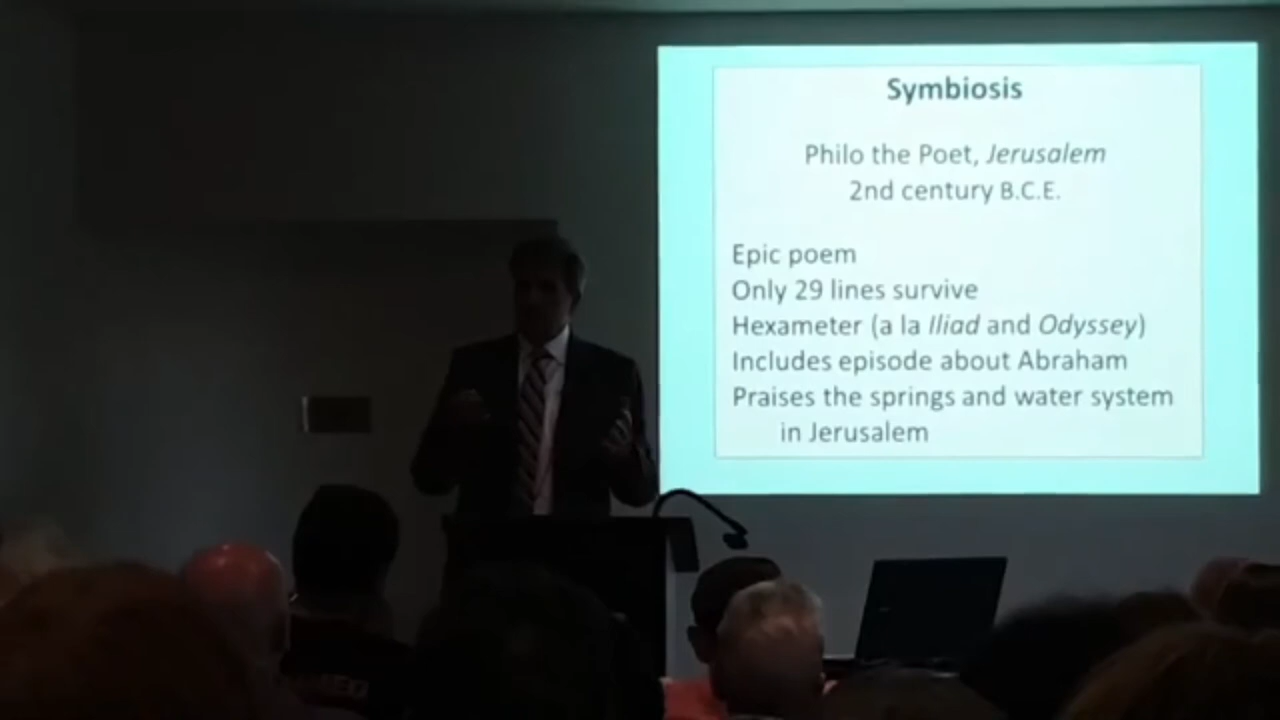 Symbiosis
Philo the Poet, Jerusalem
2nd century B.C.E.
Epic poem
Only 29 lines survive
Hexameter (a la Iliad and Odyssey)
Includes episode about Abraham
Praises the springs and water system
in Jerusalem